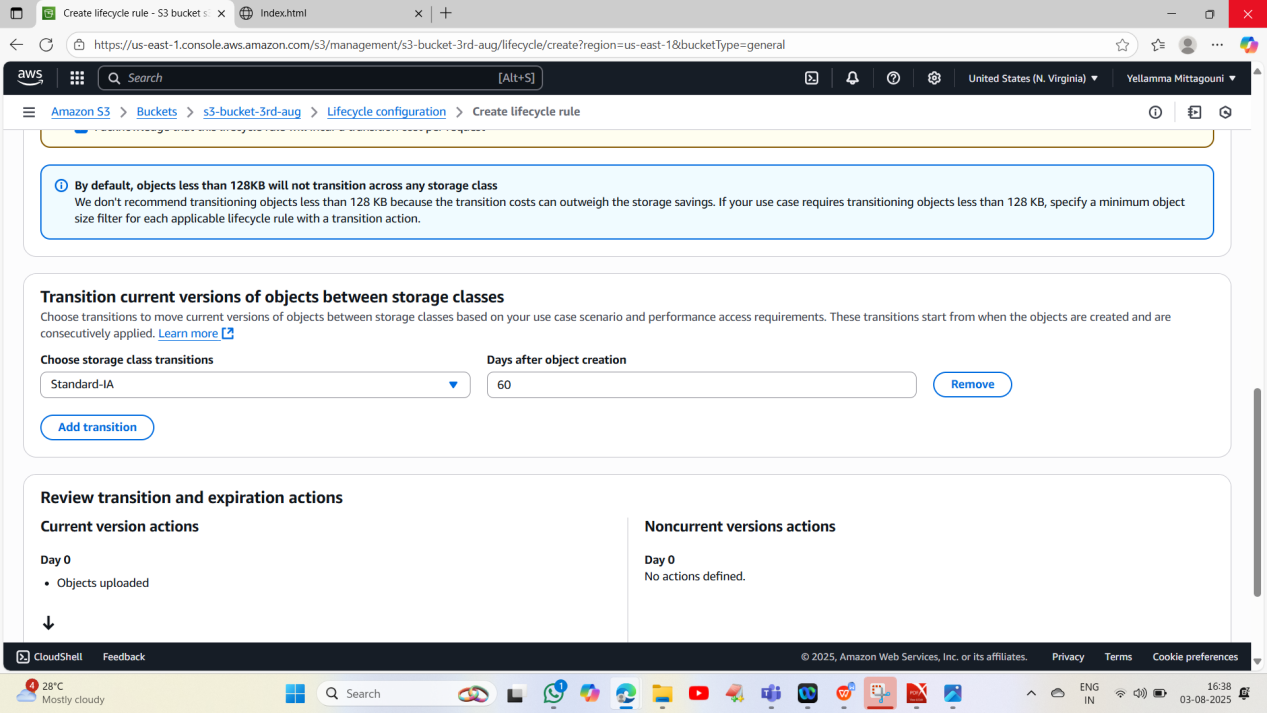 Create lifecycle rule - S3 bucket s
Index.html
https://us-east-1.console.aws.amazon.com/s3/management/s3-bucket-3rd-aug/lifecycle/create?region=us-east-1&bucketType=general
aws
Search
[Alt+S]
United States (N. Virginia)
Yellamma Mittagouni
Amazon S3
Buckets
s3-bucket-3rd-aug
Lifecycle configuration
Create lifecycle rule
By default, objects less than 128KB will not transition across any storage class
We don't recommend transitioning objects less than 128 KB because the transition costs can outweigh the storage savings. If your use case requires transitioning objects less than 128 KB, specify a minimum object
size filter for each applicable lifecycle rule with a transition action.
Transition current versions of objects between storage classes
Choose transitions to move current versions of objects between storage classes based on your use case scenario and performance access requirements. These transitions start from when the objects are created and are
consecutively applied. Learn more
Choose storage class transitions
Days after object creation
Standard-IA
60
Remove
Add transition
Review transition and expiration actions
Current version actions
Noncurrent versions actions
Day 0
Day 0
• Objects uploaded
No actions defined.
CloudShell
Feedback
© 2025, Amazon Web Services, Inc. or its affiliates.
Privacy
Terms
Cookie preferences
4
28°C
Mostly cloudy
Search
1
ENG
IN
16:38
03-08-2025